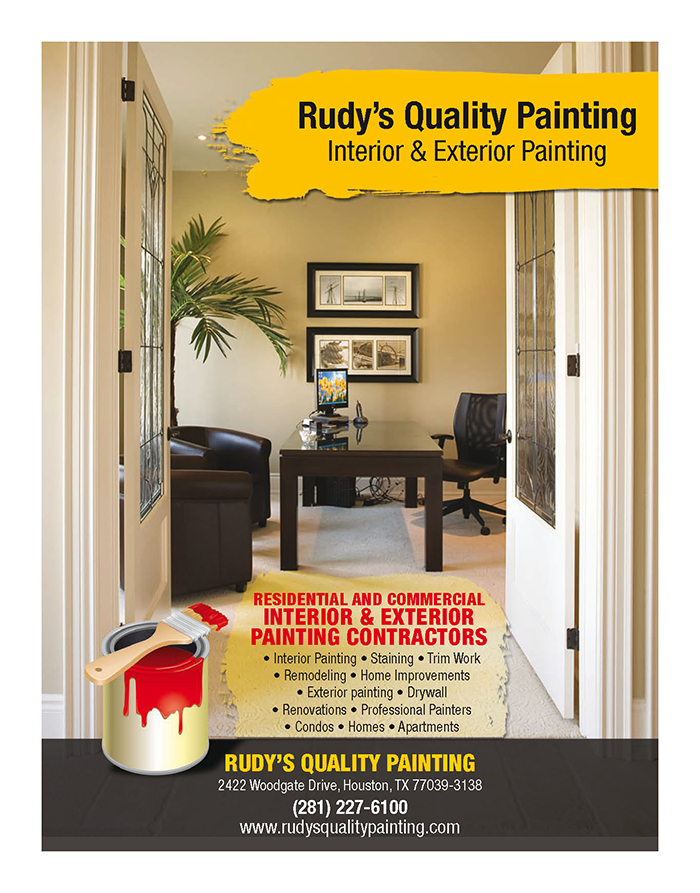 Rudy's Quality Painting
Interior & Exterior Painting
RESIDENTIAL AND COMMERCIAL
INTERIOR & EXTERIOR
PAINTING CONTRACTORS
• Interior Painting • Staining • Trim Work
• Remodeling • Home Improvements
• Exterior painting • Drywall
• Renovations • Professional Painters
• Condos • Homes • Apartments
RUDY'S QUALITY PAINTING
2422 Woodgate Drive, Houston, TX 77039-3138
(281) 227-6100
www.rudysqualitypainting.com